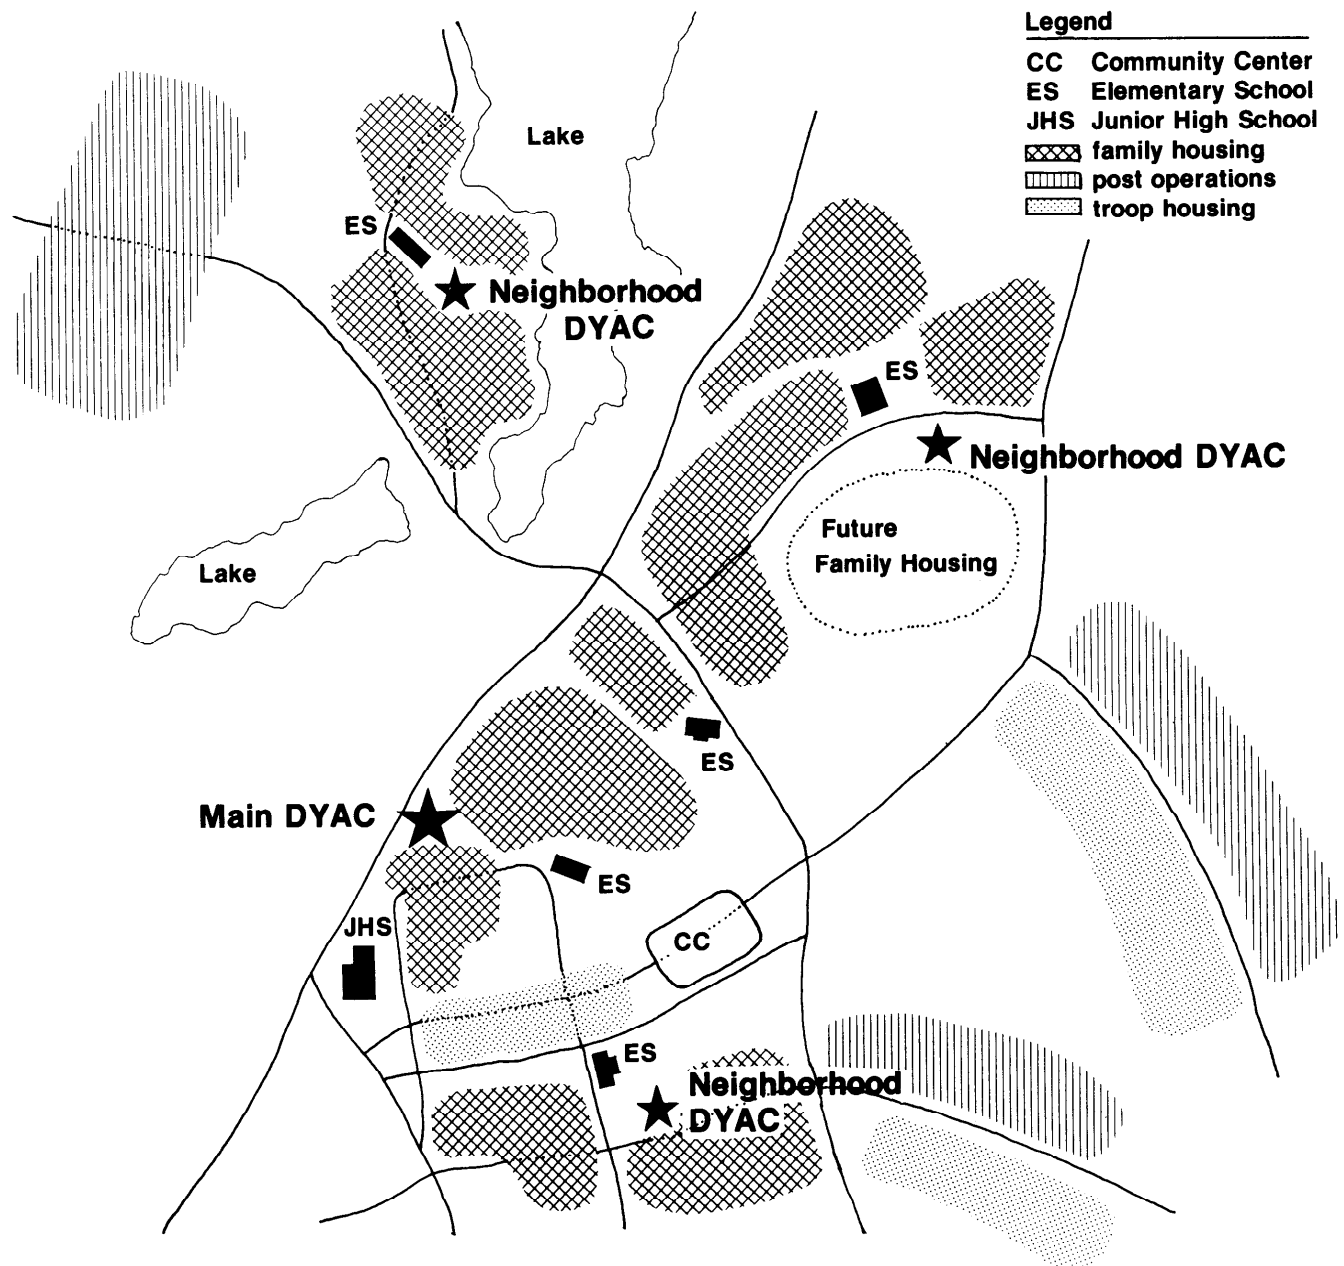 Legend
CC Community Center
ES Elementary School
JHS Junior High School
family housing
post operations
troop housing
Lake
ES
Neighborhood
DYAC
ES
Neighborhood DYAC
Future
Family Housing
Lake
ES
Main DYAC
ES
JHS
CC
ES
Neighborhood
DYAC